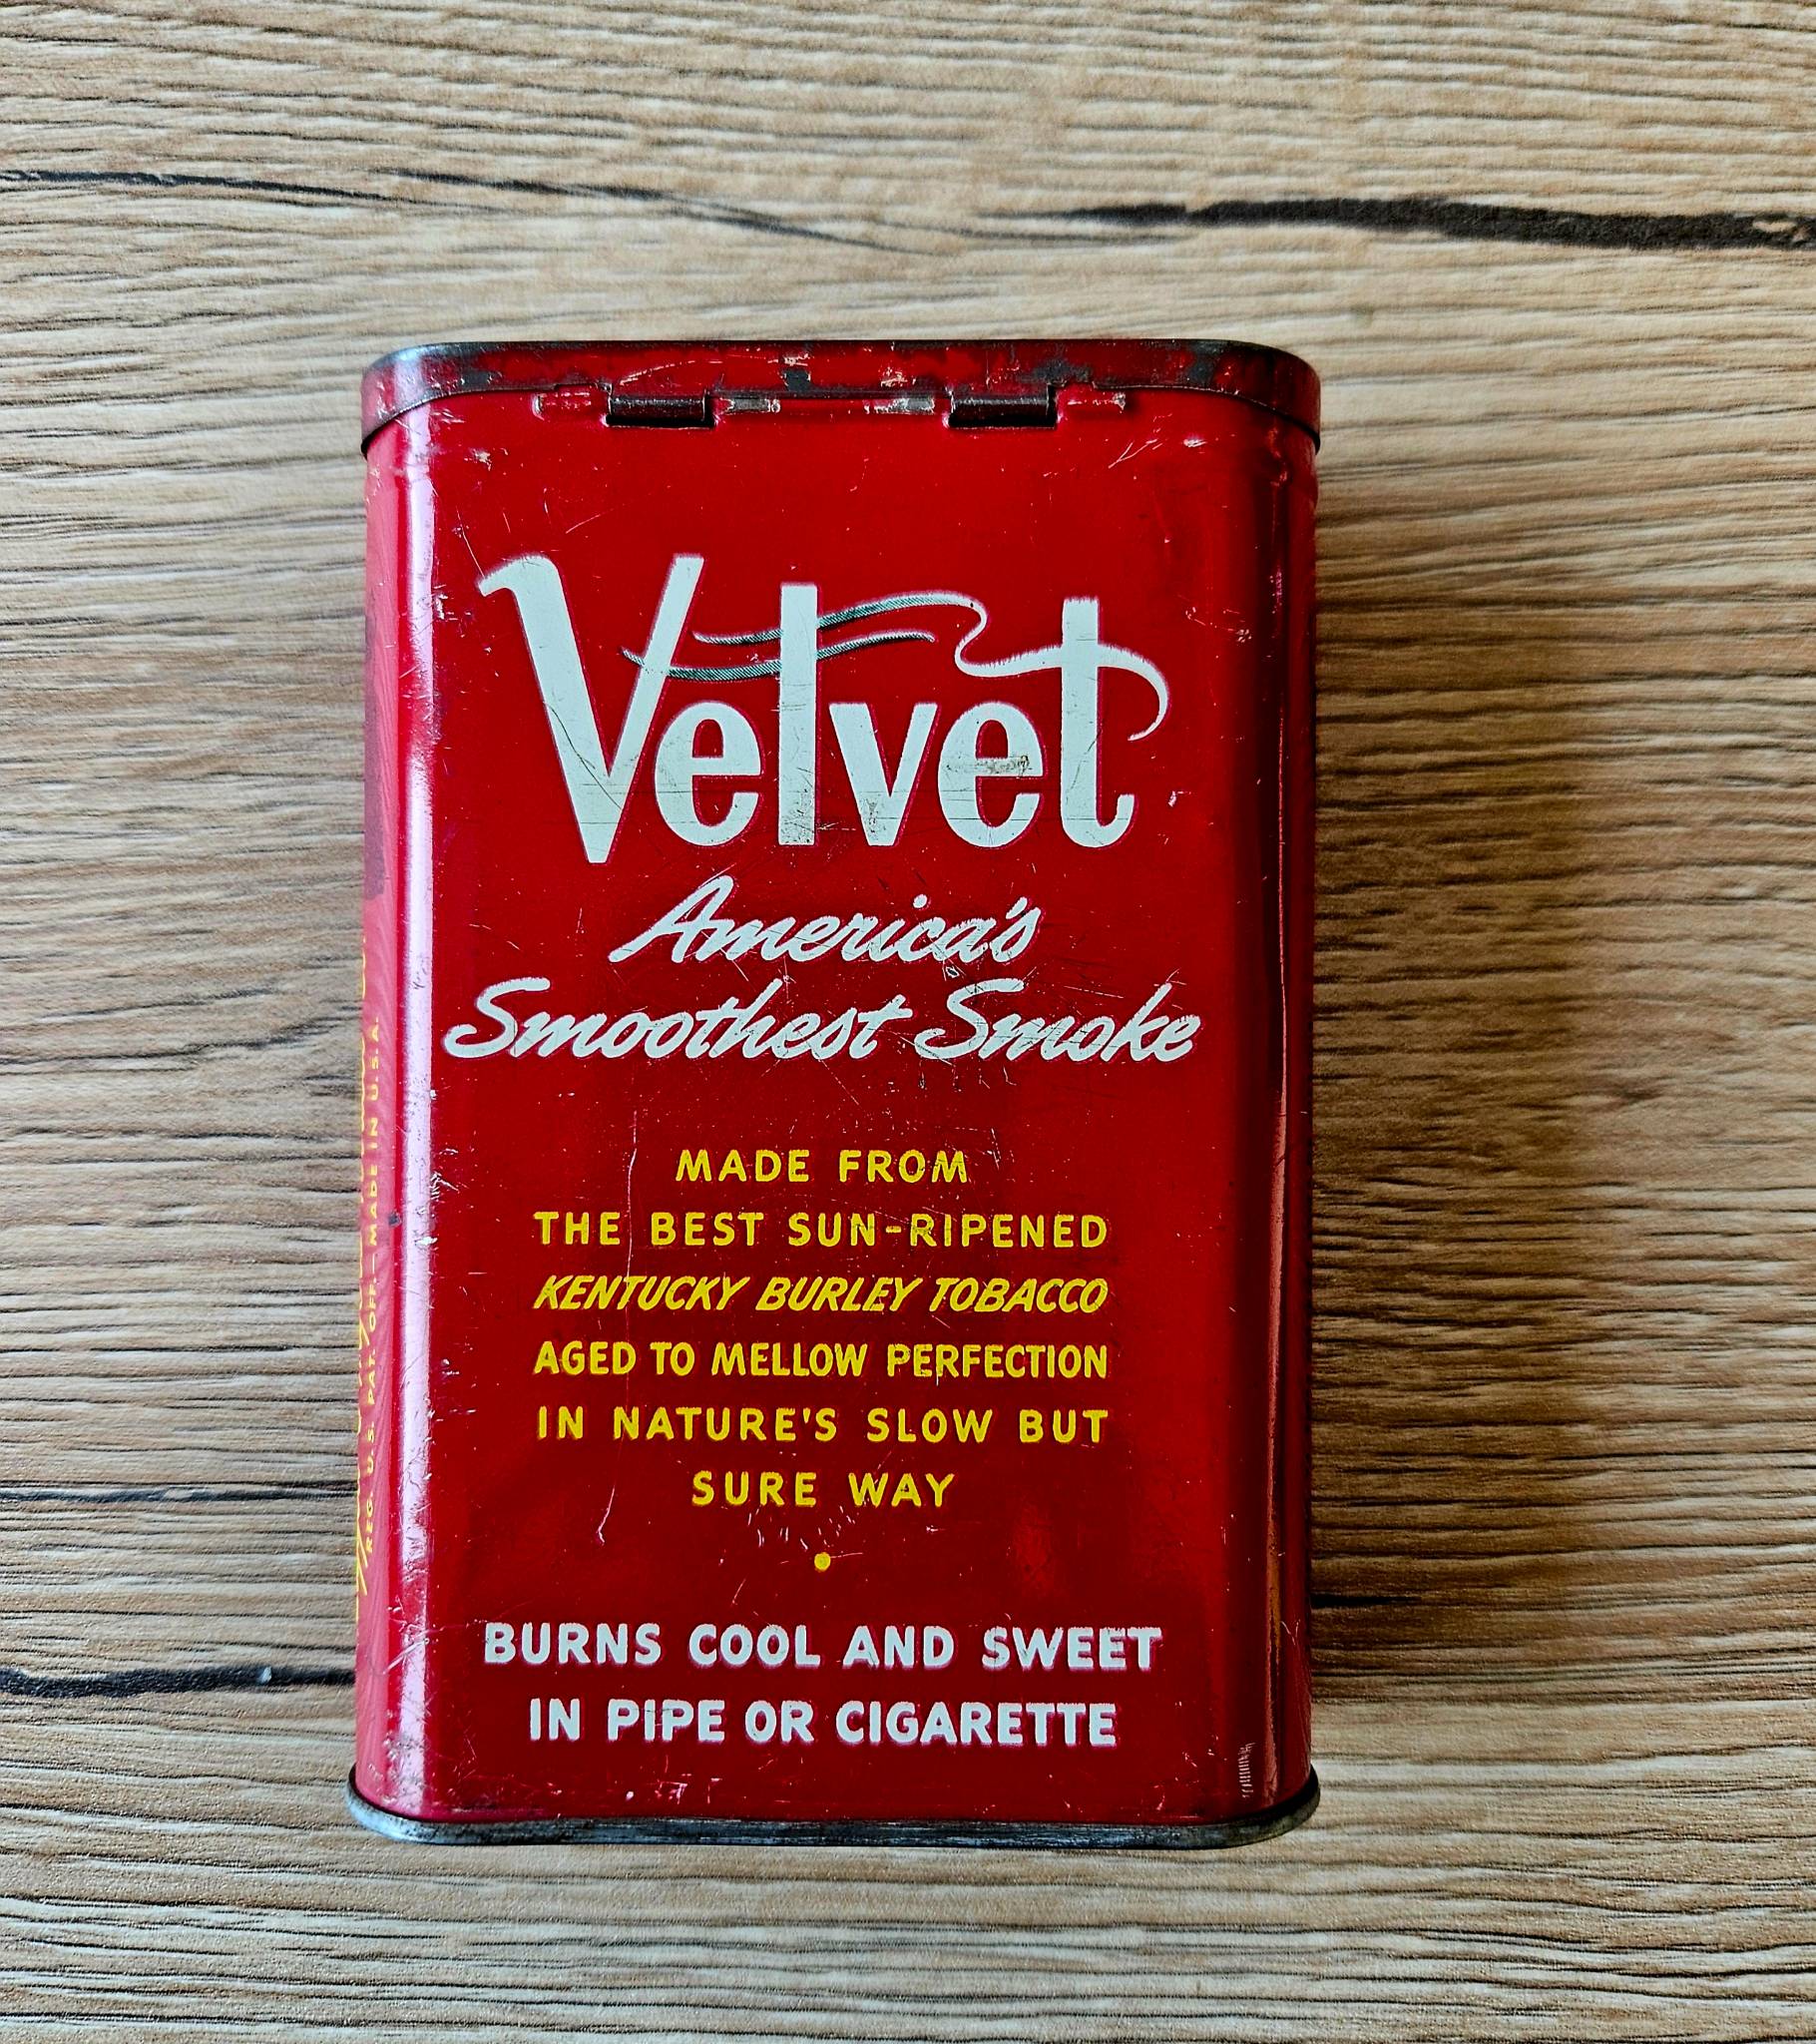 Velvet
America's
Smoothest Smoke
MADE FROM
THE BEST SUN-RIPENED
KENTUCKY BURLEY TOBACCO
AGED TO MELLOW PERFECTION
IN NATURE'S SLOW BUT
SURE WAY
•
BURNS COOL AND SWEET
IN PIPE OR CIGARETTE
REG. U.S. PAT. OFF.—MADE IN U.S.A.